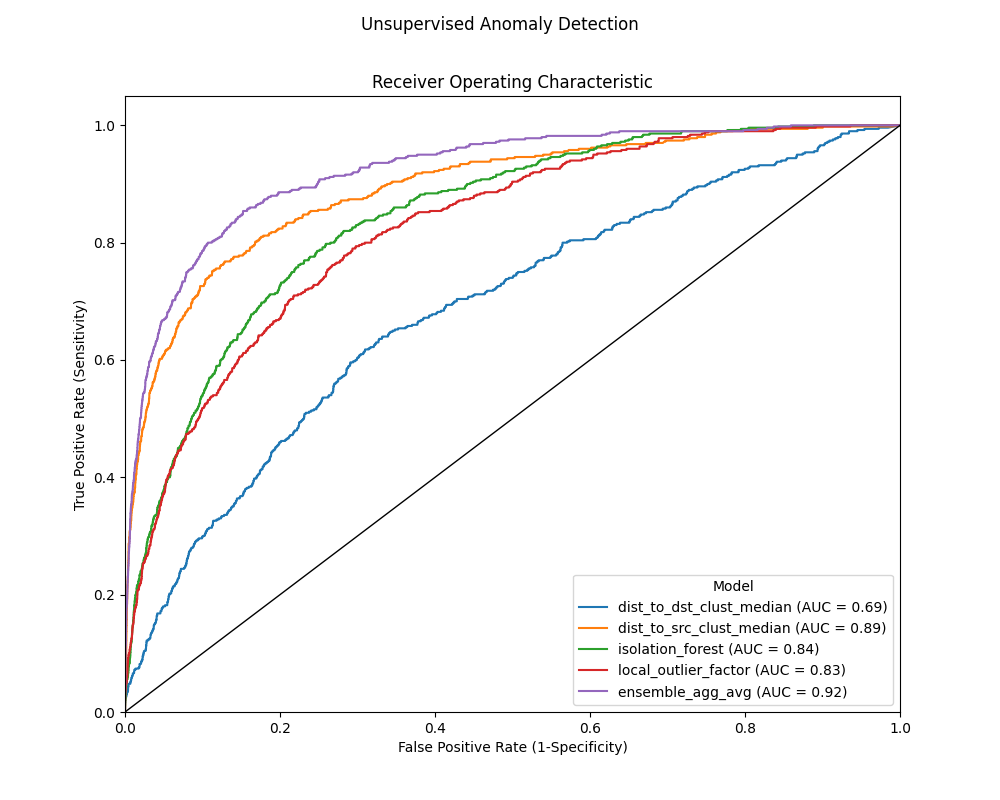 Unsupervised Anomaly Detection
Receiver Operating Characteristic
True Positive Rate (Sensitivity)
1.0
0.8
0.6
0.4
0.2
0.0
Model
dist_to_dst_clust_median (AUC = 0.69)
dist_to_src_clust_median (AUC = 0.89)
isolation_forest (AUC = 0.84)
local_outlier_factor (AUC = 0.83)
ensemble_agg_avg (AUC = 0.92)
0.0 0.2 0.4 0.6 0.8 1.0
False Positive Rate (1-Specificity)